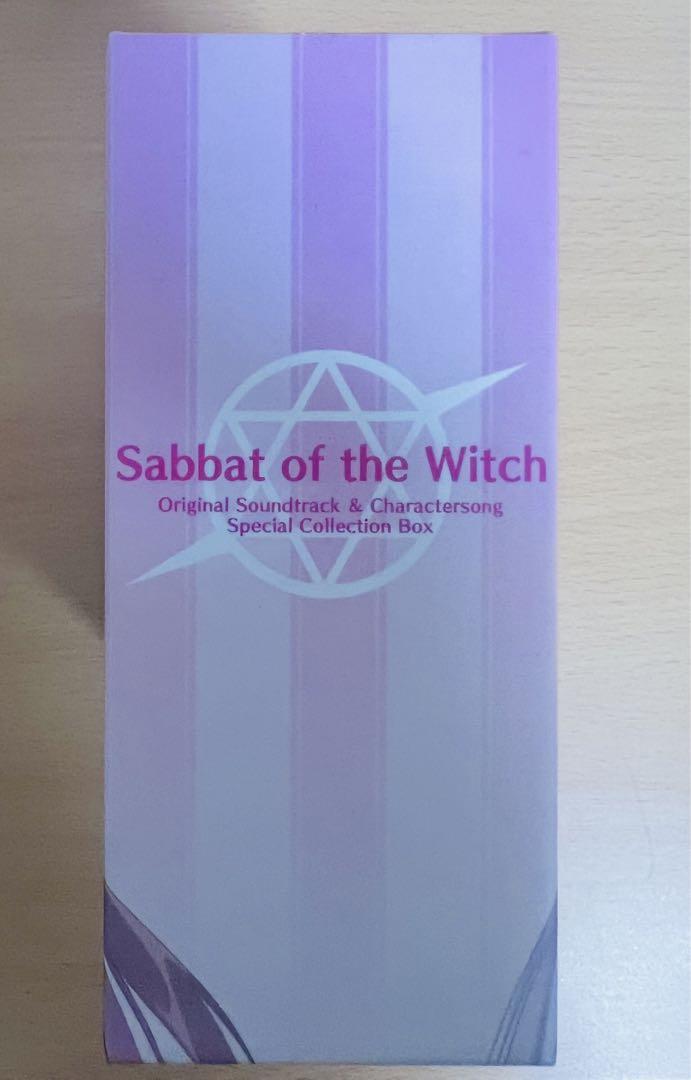 Sabbat of the Witch
Original Soundtrack & Charactersong
Special Collection Box